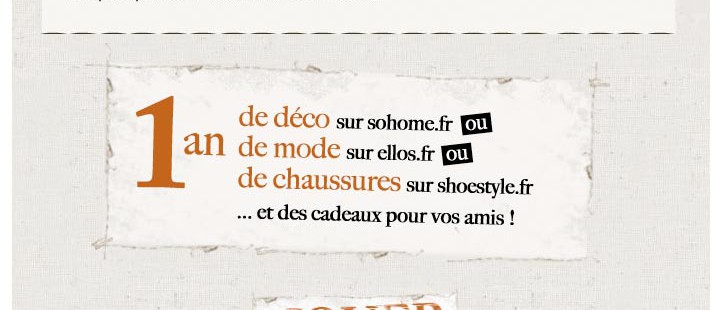 1 an
de déco sur sohome.fr ou
de mode sur ellos.fr ou
de chaussures sur shoestyle.fr
... et des cadeaux pour vos amis !